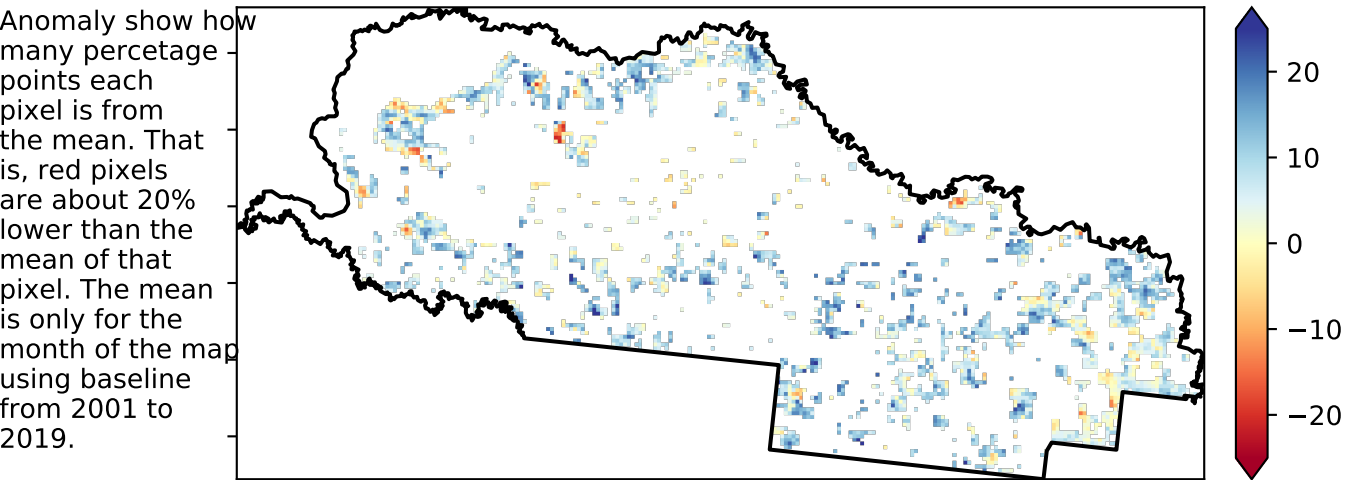 Anomaly show how
many percetage
points each
pixel is from
the mean. That
is, red pixels
are about 20%
lower than the
mean of that
pixel. The mean
is only for the
month of the map
using baseline
from 2001 to
2019.
20
10
0
−10
−20